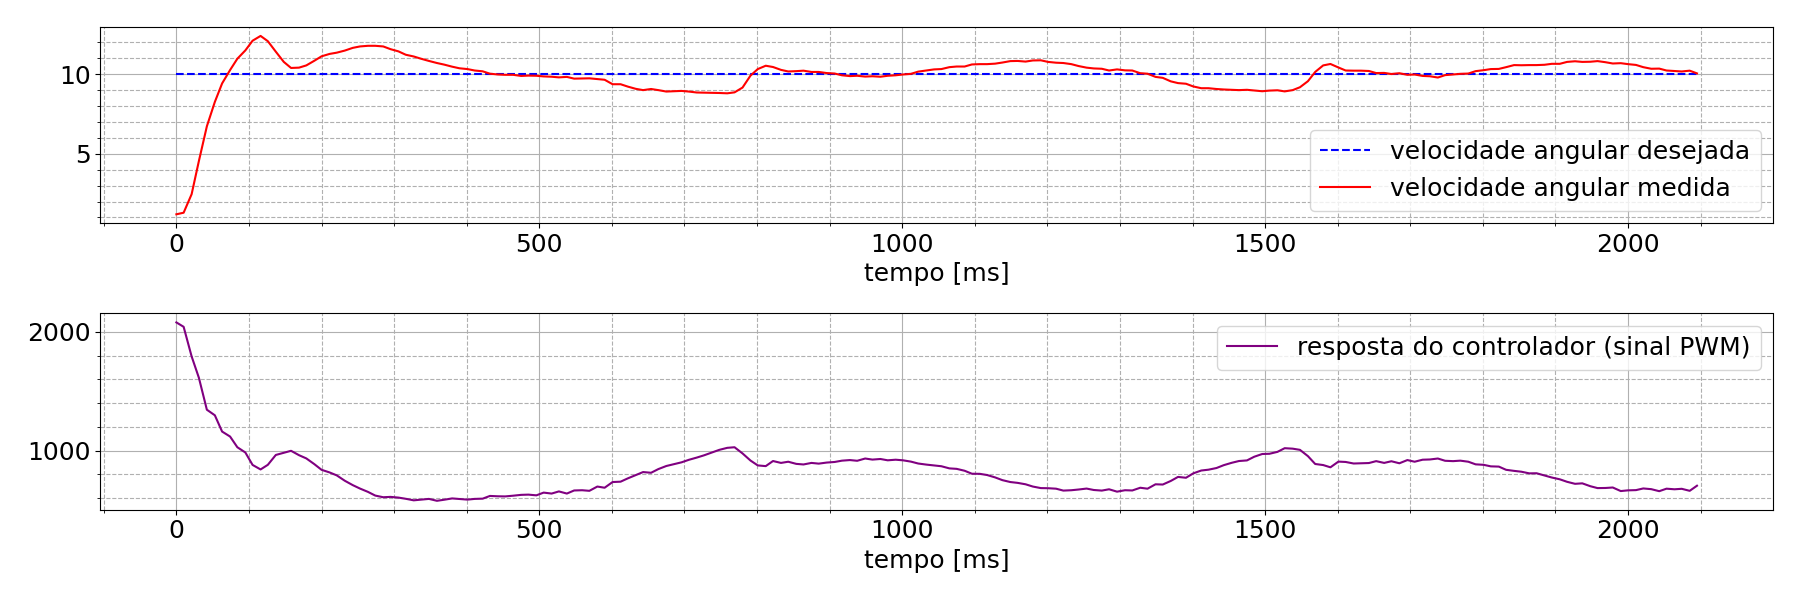 10
5
velocidade angular desejada
velocidade angular medida
0 500 1000 1500 2000
tempo [ms]
2000
1000
resposta do controlador (sinal PWM)
0 500 1000 1500 2000
tempo [ms]